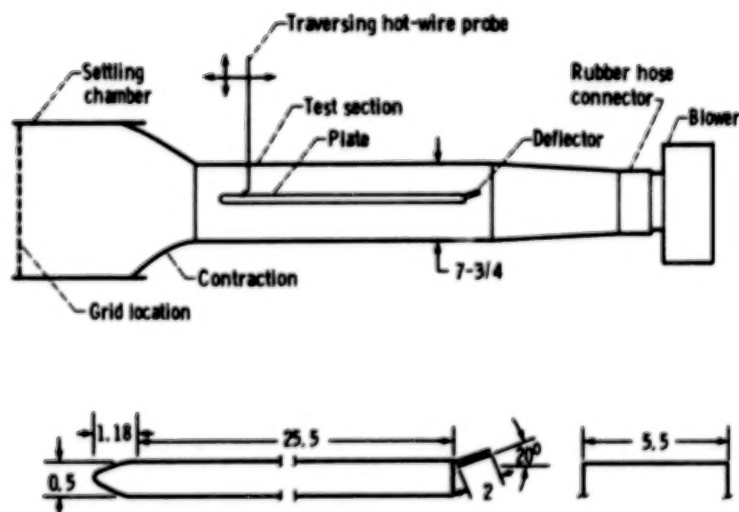 Traversing hot-wire probe
Settling
chamber
Test section
Plate
Rubber hose
connector
Blower
Deflector
Contraction
7-3/4
Grid location
1.18
25.5
5.5
20°
0.5
2